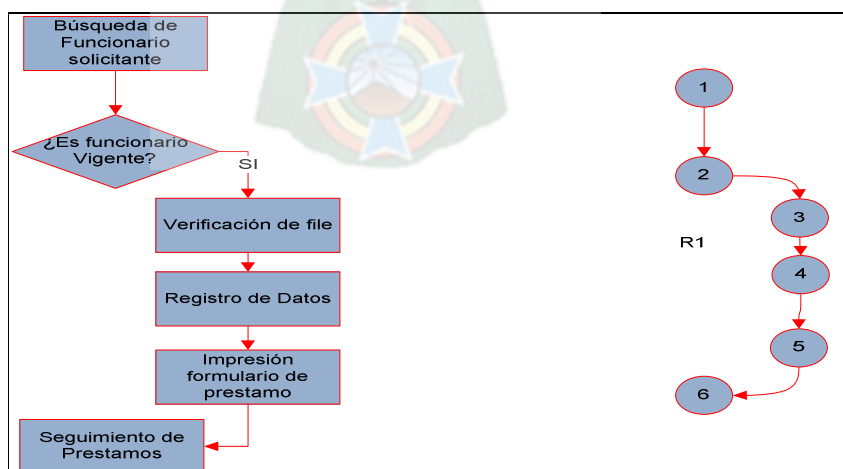 Búsqueda de
Funcionario
solicitante
¿Es funcionario
Vigente?
SI
Verificación de file
Registro de Datos
Impresión
formulario de
prestamo
Seguimiento de
Prestamos
1
2
3
R1
4
5
6